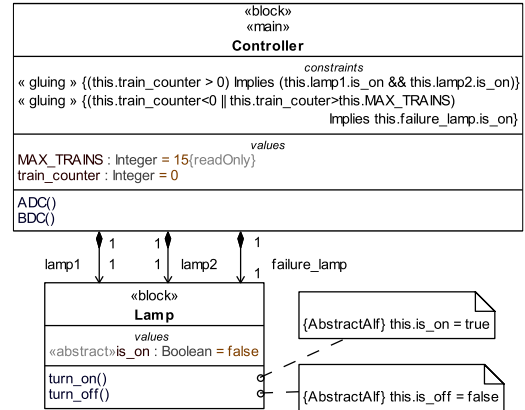 «block»
«main»
Controller
constraints
« gluing » {(this.train_counter > 0) Implies (this.lamp1.is_on && this.lamp2.is_on)}
« gluing » {(this.train_counter<0 || this.train_couter>this.MAX_TRAINS)
Implies this.failure_lamp.is_on}
values
MAX_TRAINS : Integer = 15{readOnly}
train_counter : Integer = 0
ADC()
BDC()
1 1 1
lamp1 1 1 lamp2 1 failure_lamp
«block»
Lamp
values
«abstract»is_on : Boolean = false
turn_on()
turn_off()
{AbstractAlf} this.is_on = true
{AbstractAlf} this.is_off = false